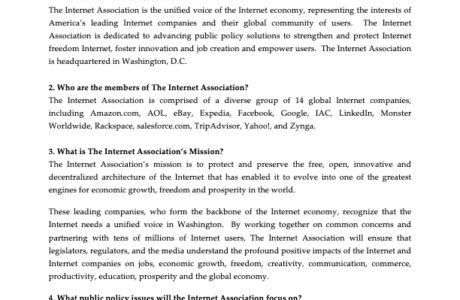 The Internet Association is the unified voice of the Internet economy, representing the interests of
America's leading Internet companies and their global community of users. The Internet
Association is dedicated to advancing public policy solutions to strengthen and protect Internet
freedom Internet, foster innovation and job creation and empower users. The Internet Association
is headquartered in Washington, D.C.
2. Who are the members of The Internet Association?
The Internet Association is comprised of a diverse group of 14 global Internet companies,
including Amazon.com, AOL, eBay, Expedia, Facebook, Google, IAC, LinkedIn, Monster
Worldwide, Rackspace, salesforce.com, TripAdvisor, Yahoo!, and Zynga.
3. What is The Internet Association's Mission?
The Internet Association's mission is to protect and preserve the free, open, innovative and
decentralized architecture of the Internet that has enabled it to evolve into one of the greatest
engines for economic growth, freedom and prosperity in the world.
These leading companies, who form the backbone of the Internet economy, recognize that the
Internet needs a unified voice in Washington. By working together on common concerns and
partnering with tens of millions of Internet users, The Internet Association will ensure that
legislators, regulators, and the media understand the profound positive impacts of the Internet and
Internet companies on jobs, economic growth, freedom, creativity, communication, commerce,
productivity, education, prosperity and the global economy.
4. What public policy issues will the Internet Association focus on?